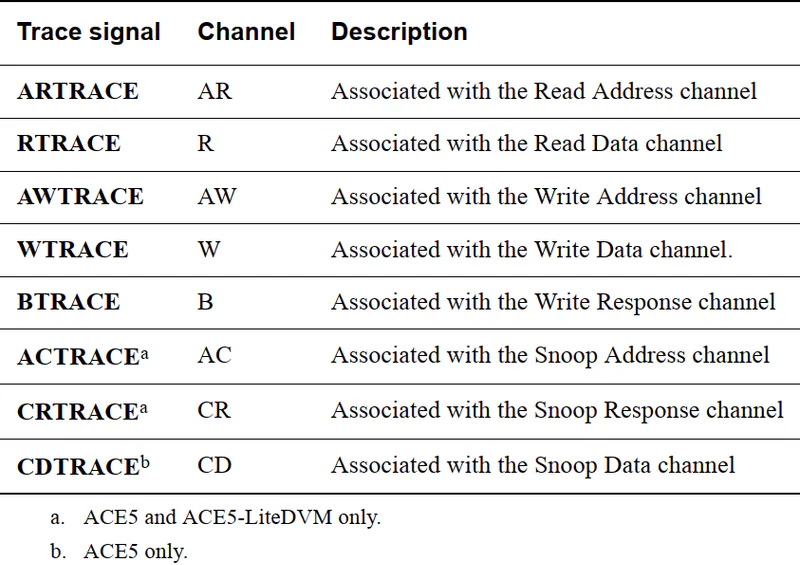 Trace signal Channel Description
ARTRACE AR Associated with the Read Address channel
RTRACE R Associated with the Read Data channel
AWTRACE AW Associated with the Write Address channel
WTRACE W Associated with the Write Data channel.
BTRACE B Associated with the Write Response channel
ACTRACEa AC Associated with the Snoop Address channel
CRTRACEa CR Associated with the Snoop Response channel
CDTRACEb CD Associated with the Snoop Data channel
a. ACE5 and ACE5-LiteDVM only.
b. ACE5 only.